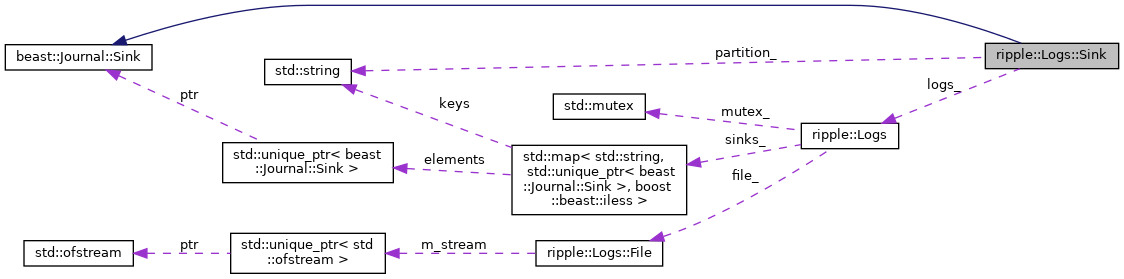 beast::Journal::Sink
std::string
partition_
ripple::Logs::Sink
logs_
ptr
keys
std::mutex
mutex_
ripple::Logs
sinks_
std::unique_ptr< beast
::Journal::Sink >
elements
std::map< std::string,
std::unique_ptr< beast
::Journal::Sink >, boost
::beast::iless >
file_
std::ofstream
ptr
std::unique_ptr< std
::ofstream >
m_stream
ripple::Logs::File